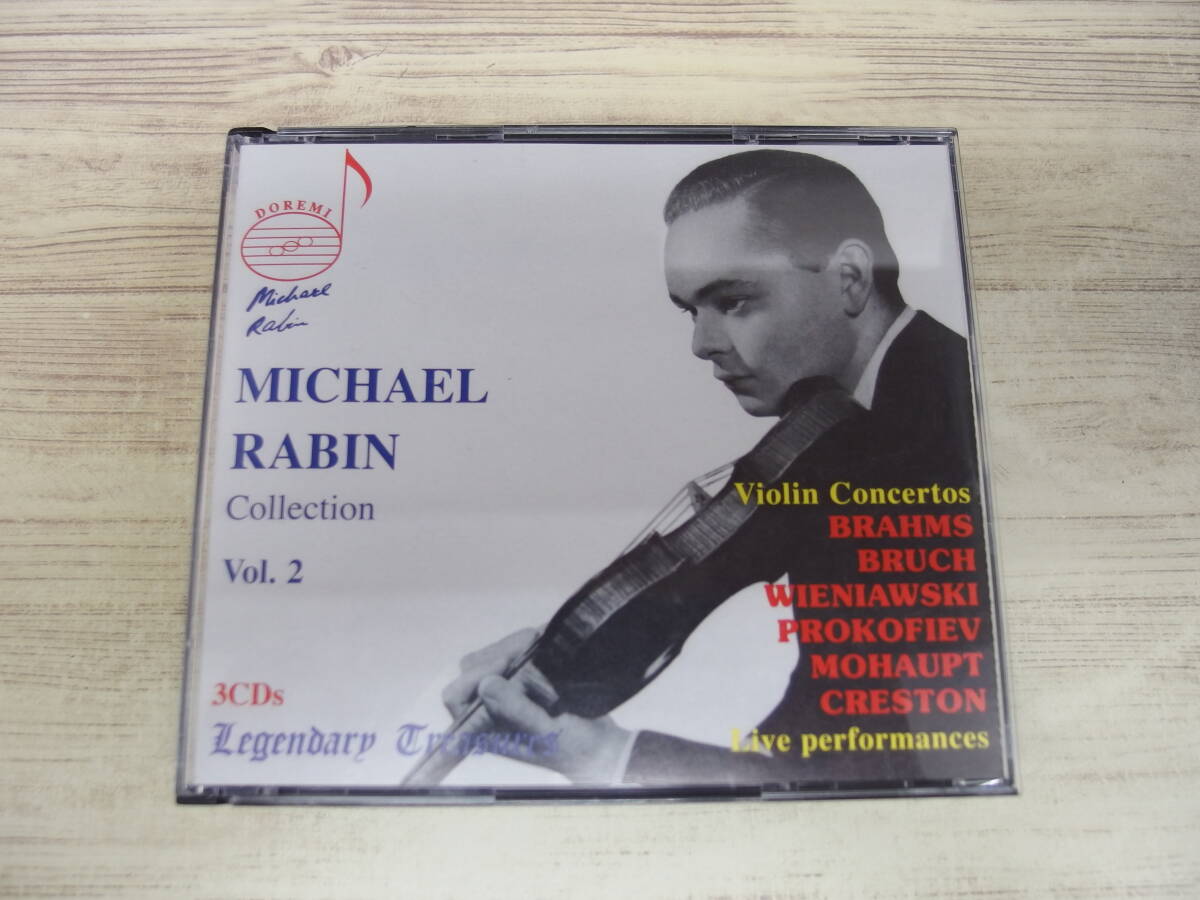 DOREMI
Michael
Rabin
MICHAEL
RABIN
Collection
Vol. 2
3CDs
Legendary Treasures
Violin Concertos
BRAHMS
BRUCH
WIENIAWSKI
PROKOFIEV
MOHAUPT
CRESTON
Live performances